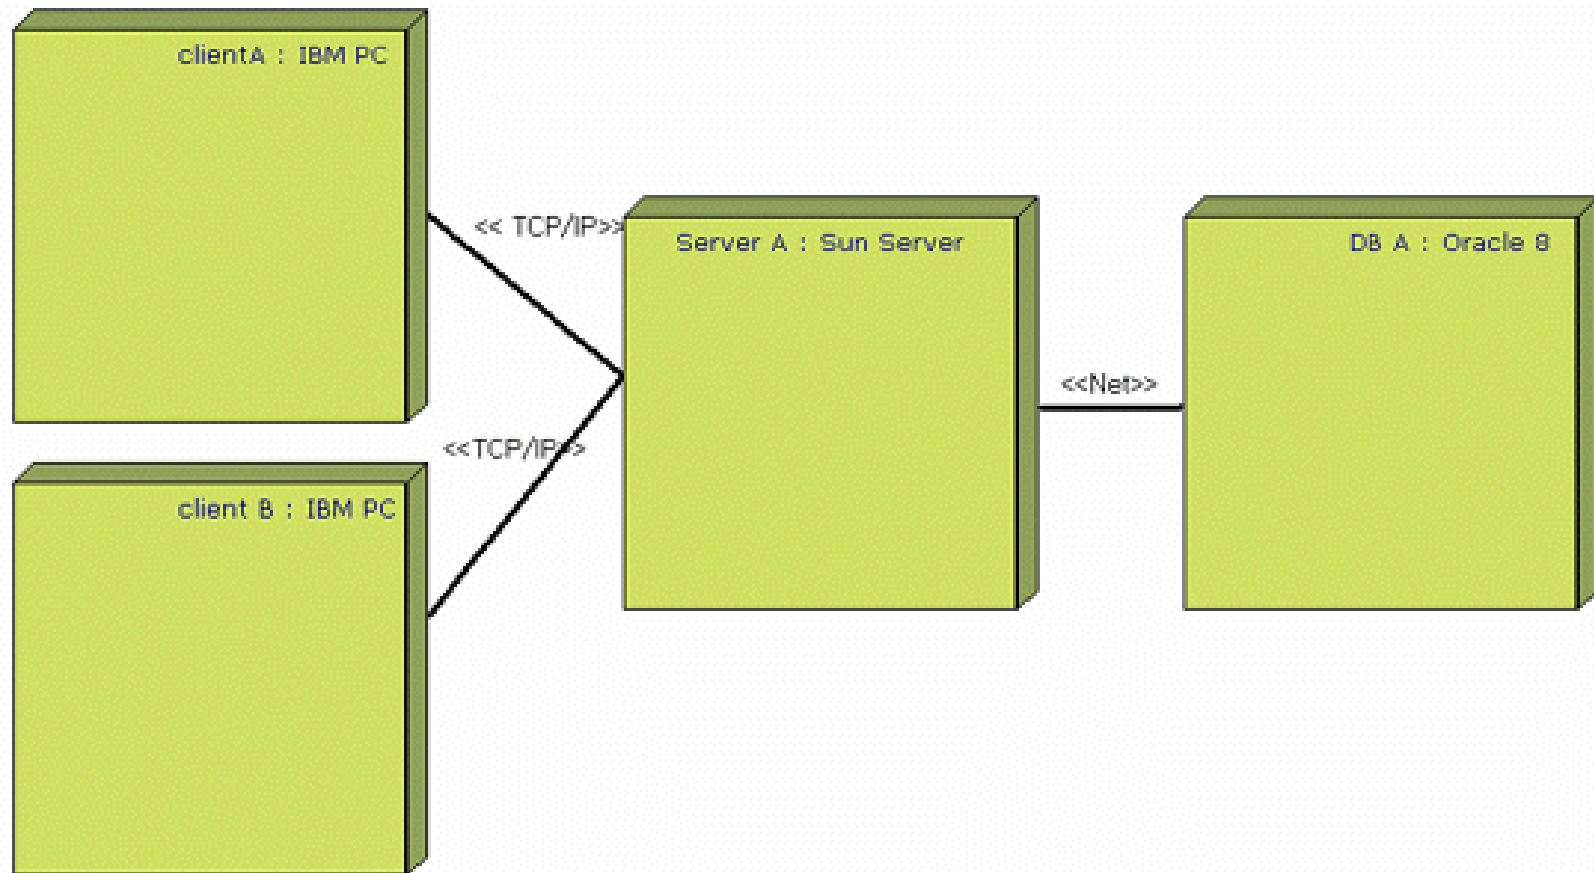 clientA : IBM PC
<< TCP/IP>>
Server A : Sun Server
DB A : Oracle 8
<<Net>>
<<TCP/IP>>
client B : IBM PC